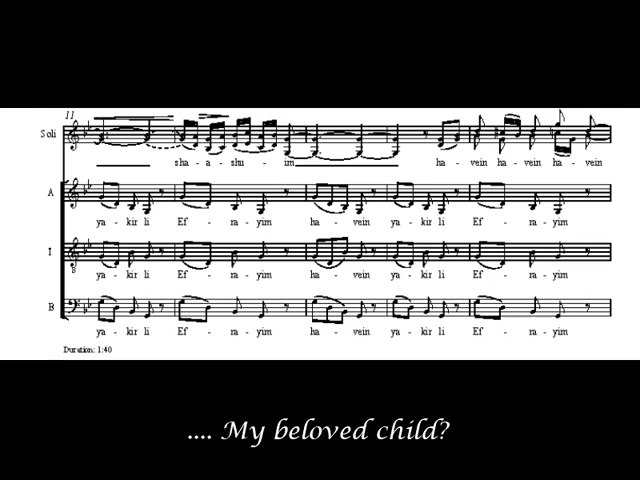 11
Soli
sha - a - shu - im ha - vein ha - vein ha - vein
A
ya - kir li Ef - ra - yim ha - vein ya - kir li Ef - ra - yim
T
8
ya - kir li Ef - ra - yim ha - vein ya - kir li Ef - ra - yim
B
ya - kir li Ef - ra - yim ha - vein ya - kir li Ef - ra - yim
Duration: 1:40
.... My beloved child?